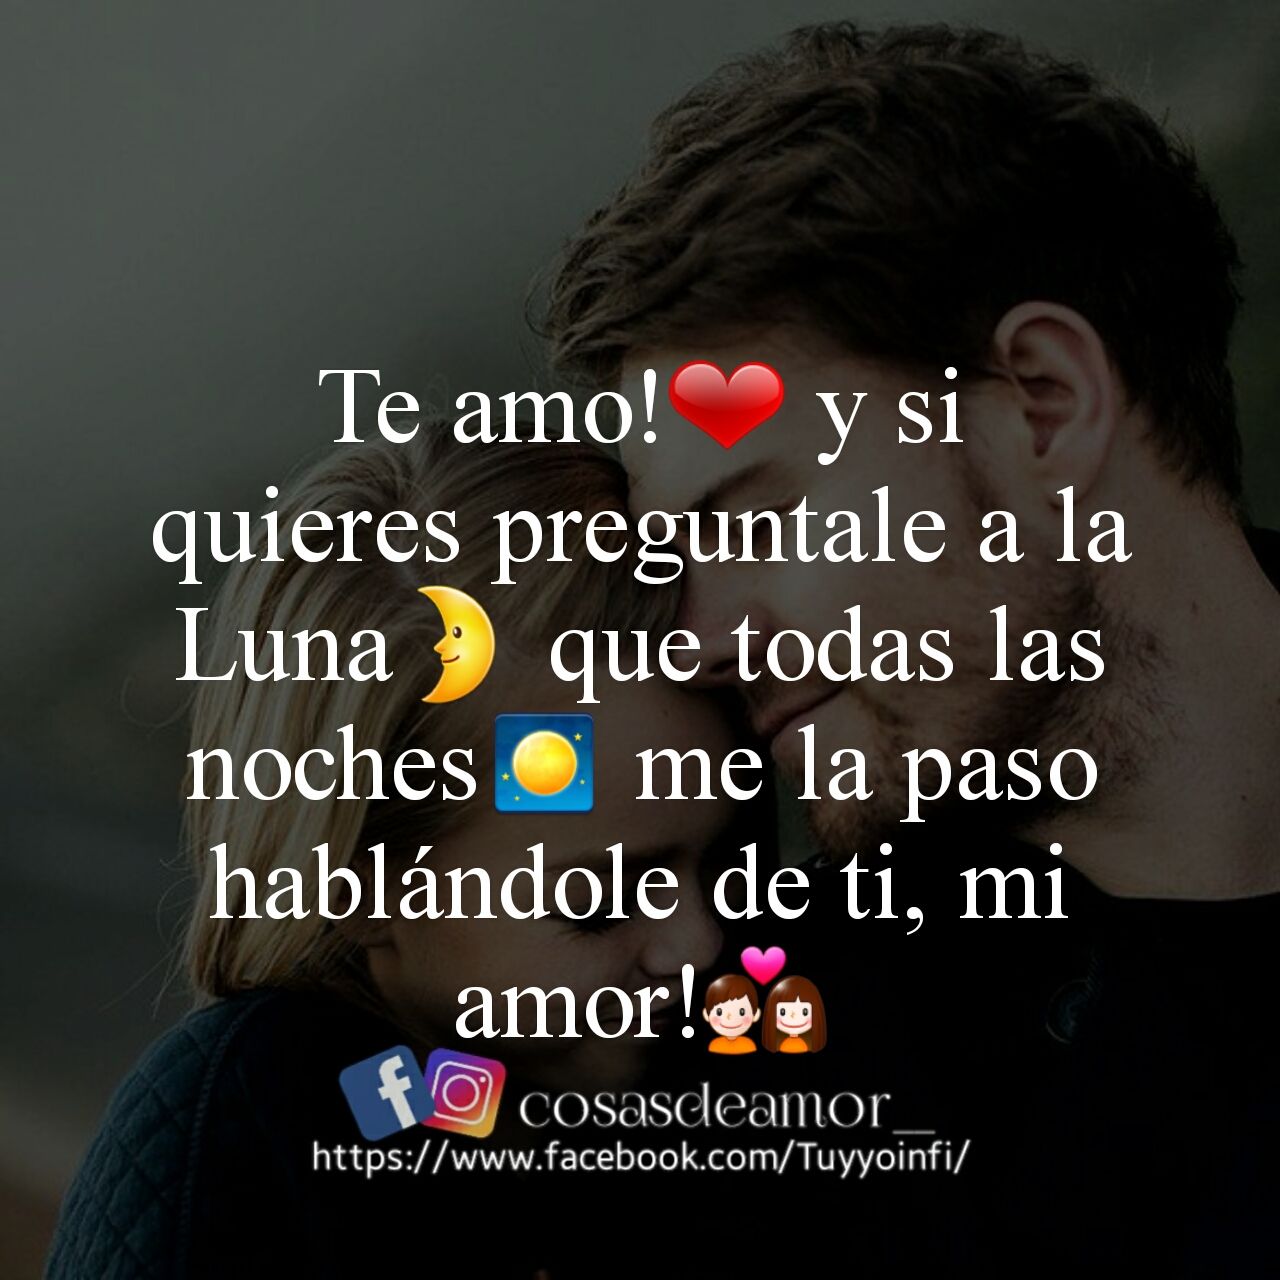 Te amo!❤ y si
quieres preguntale a la
Luna🌛 que todas las
noches🌕 me la paso
hablándole de ti, mi
amor!💑
cosasdeamor__
https://www.facebook.com/Tuyyoinfi/